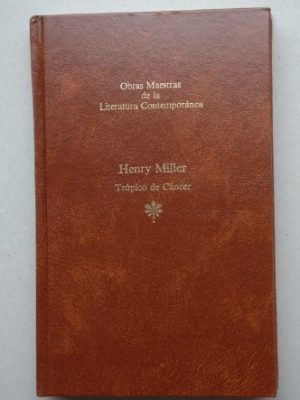 Obras Maestras
de la
Literatura Contemporánea
Henry Miller
Trópico de Cáncer